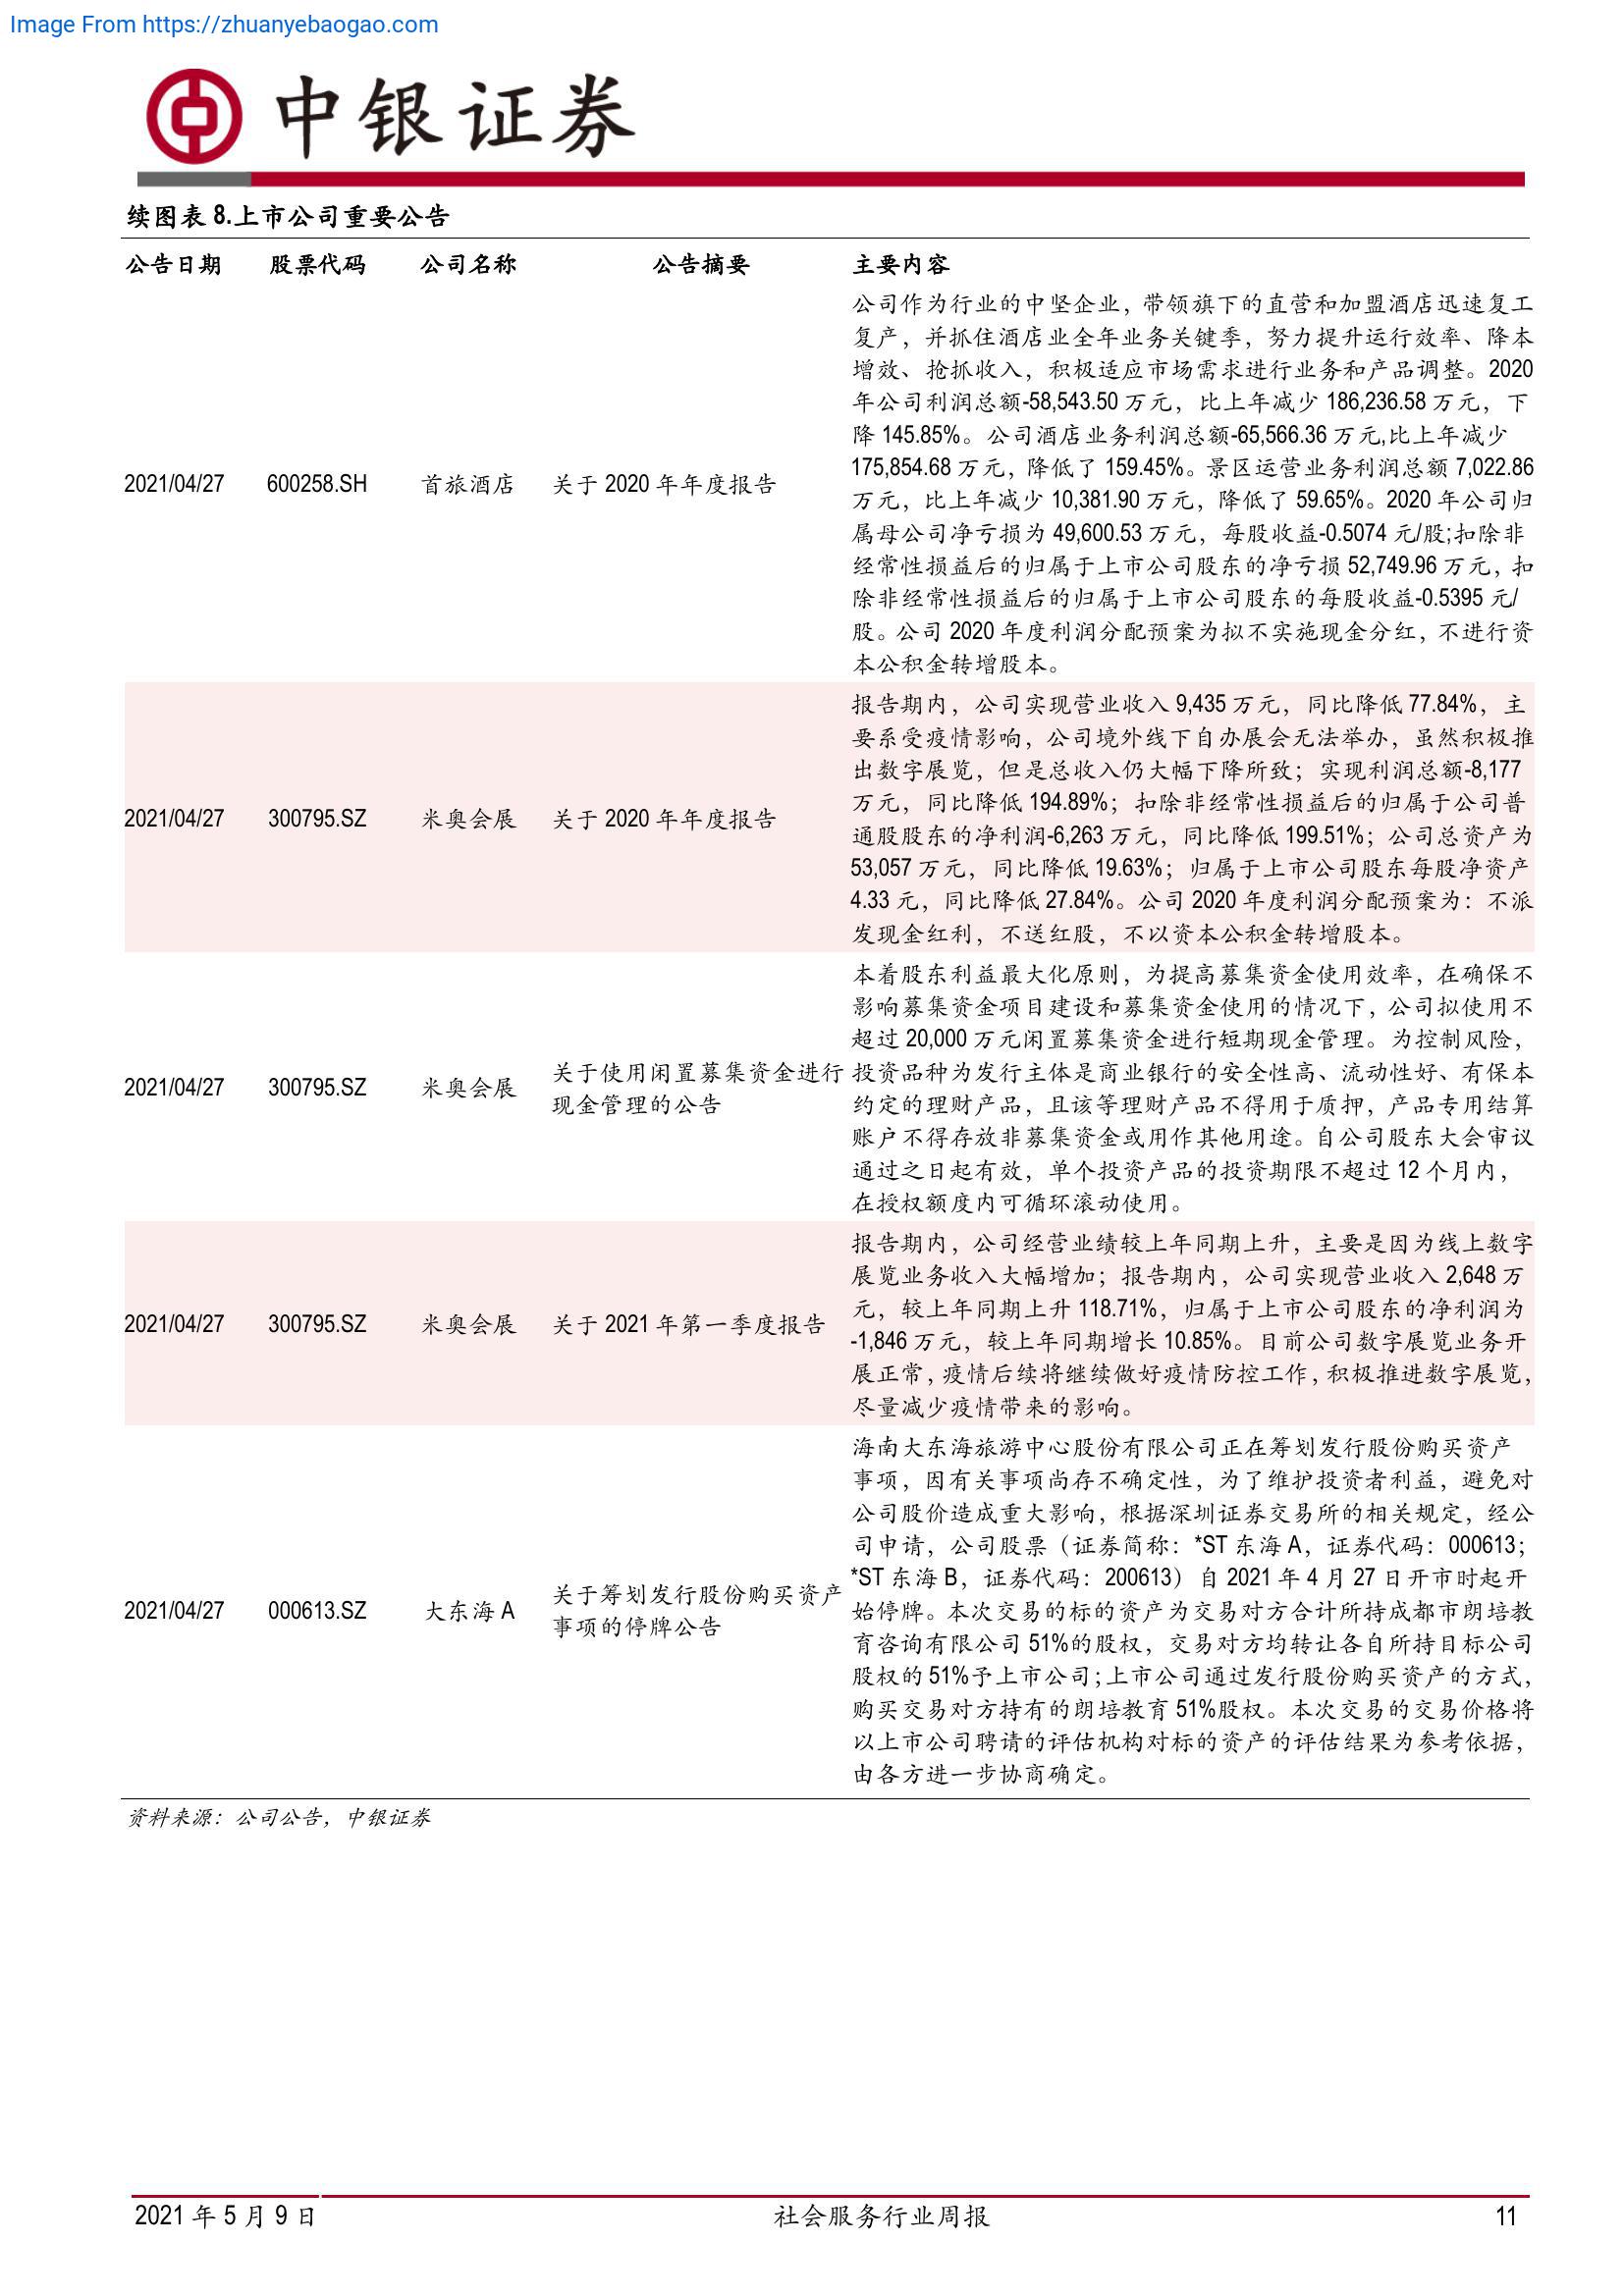 Image From https://zhuanyebaogao.com
中银证券
续图表 8.上市公司重要公告
公告日期 股票代码 公司名称 公告摘要 主要内容
公司作为行业的中坚企业，带领旗下的直营和加盟酒店迅速复工
复产，并抓住酒店业全年业务关键季，努力提升运行效率、降本
增效、抢抓收入，积极适应市场需求进行业务和产品调整。2020
年公司利润总额-58,543.50 万元，比上年减少 186,236.58 万元，下
降 145.85%。公司酒店业务利润总额-65,566.36 万元,比上年减少
175,854.68 万元，降低了 159.45%。景区运营业务利润总额 7,022.86
2021/04/27 600258.SH 首旅酒店 关于 2020 年年度报告
万元，比上年减少 10,381.90 万元，降低了 59.65%。2020 年公司归
属母公司净亏损为 49,600.53 万元，每股收益-0.5074 元/股;扣除非
经常性损益后的归属于上市公司股东的净亏损 52,749.96 万元，扣
除非经常性损益后的归属于上市公司股东的每股收益-0.5395 元/
股。公司 2020 年度利润分配预案为拟不实施现金分红，不进行资
本公积金转增股本。
报告期内，公司实现营业收入 9,435 万元，同比降低 77.84%，主
要系受疫情影响，公司境外线下自办展会无法举办，虽然积极推
出数字展览，但是总收入仍大幅下降所致；实现利润总额-8,177
万元，同比降低 194.89%；扣除非经常性损益后的归属于公司普
2021/04/27 300795.SZ 米奥会展 关于 2020 年年度报告
通股股东的净利润-6,263 万元，同比降低 199.51%；公司总资产为
53,057 万元，同比降低 19.63%；归属于上市公司股东每股净资产
4.33 元，同比降低 27.84%。公司 2020 年度利润分配预案为：不派
发现金红利，不送红股，不以资本公积金转增股本。
本着股东利益最大化原则，为提高募集资金使用效率，在确保不
影响募集资金项目建设和募集资金使用的情况下，公司拟使用不
超过 20,000 万元闲置募集资金进行短期现金管理。为控制风险，
2021/04/27 300795.SZ 米奥会展
关于使用闲置募集资金进行
现金管理的公告
投资品种为发行主体是商业银行的安全性高、流动性好、有保本
约定的理财产品，且该等理财产品不得用于质押，产品专用结算
账户不得存放非募集资金或用作其他用途。自公司股东大会审议
通过之日起有效，单个投资产品的投资期限不超过 12 个月内，
在授权额度内可循环滚动使用。
报告期内，公司经营业绩较上年同期上升，主要是因为线上数字
展览业务收入大幅增加；报告期内，公司实现营业收入 2,648 万
元，较上年同期上升 118.71%，归属于上市公司股东的净利润为
2021/04/27 300795.SZ 米奥会展 关于 2021 年第一季度报告
-1,846 万元，较上年同期增长 10.85%。目前公司数字展览业务开
展正常，疫情后续将继续做好疫情防控工作，积极推进数字展览，
尽量减少疫情带来的影响。
海南大东海旅游中心股份有限公司正在筹划发行股份购买资产
事项，因有关事项尚存不确定性，为了维护投资者利益，避免对
公司股价造成重大影响，根据深圳证券交易所的相关规定，经公
司申请，公司股票（证券简称：*ST 东海 A，证券代码：000613；
*ST 东海 B，证券代码：200613）自 2021 年 4 月 27 日开市时起开
2021/04/27 000613.SZ 大东海 A
关于筹划发行股份购买资产
事项的停牌公告
始停牌。本次交易的标的资产为交易对方合计所持成都市朗培教
育咨询有限公司 51%的股权，交易对方均转让各自所持目标公司
股权的 51%予上市公司;上市公司通过发行股份购买资产的方式，
购买交易对方持有的朗培教育 51%股权。本次交易的交易价格将
以上市公司聘请的评估机构对标的资产的评估结果为参考依据，
由各方进一步协商确定。
资料来源：公司公告，中银证券
2021 年 5 月 9 日 社会服务行业周报 11